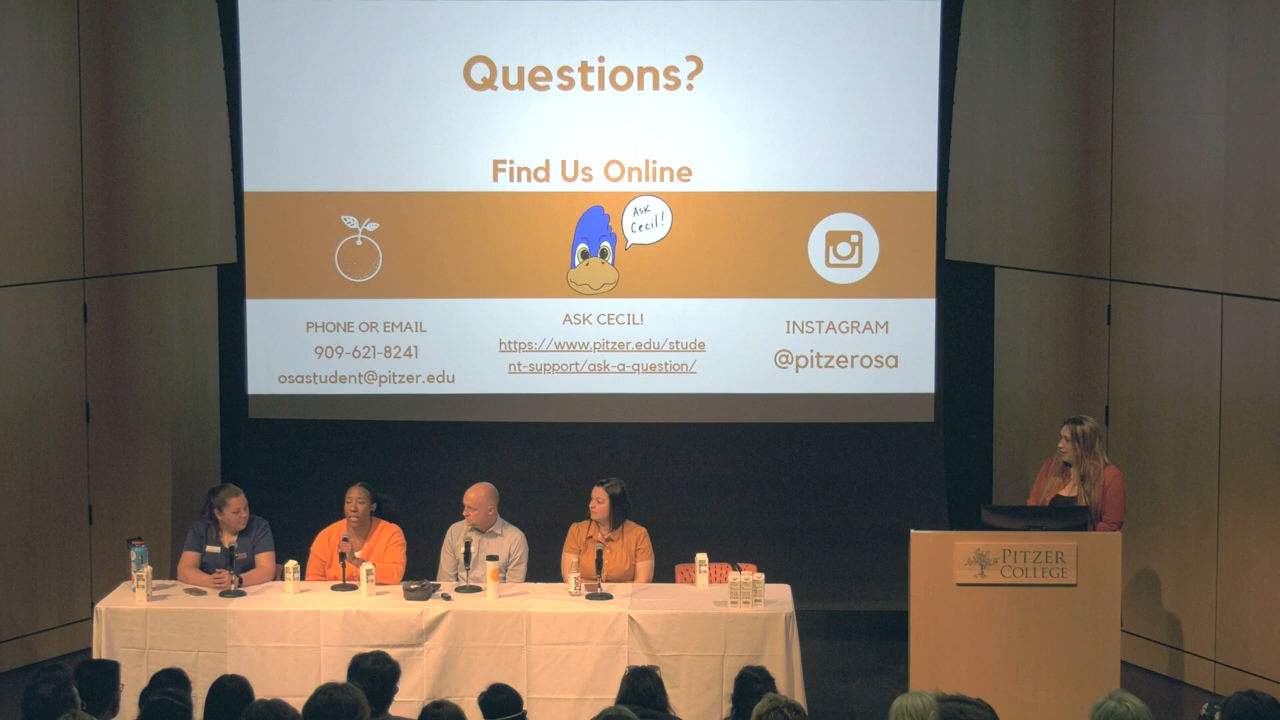 Questions?
Find Us Online
Ask
Cecil!
PHONE OR EMAIL
909-621-8241
osastudent@pitzer.edu
ASK CECIL!
https://www.pitzer.edu/stude
nt-support/ask-a-question/
INSTAGRAM
@pitzerosa
PITZER
COLLEGE